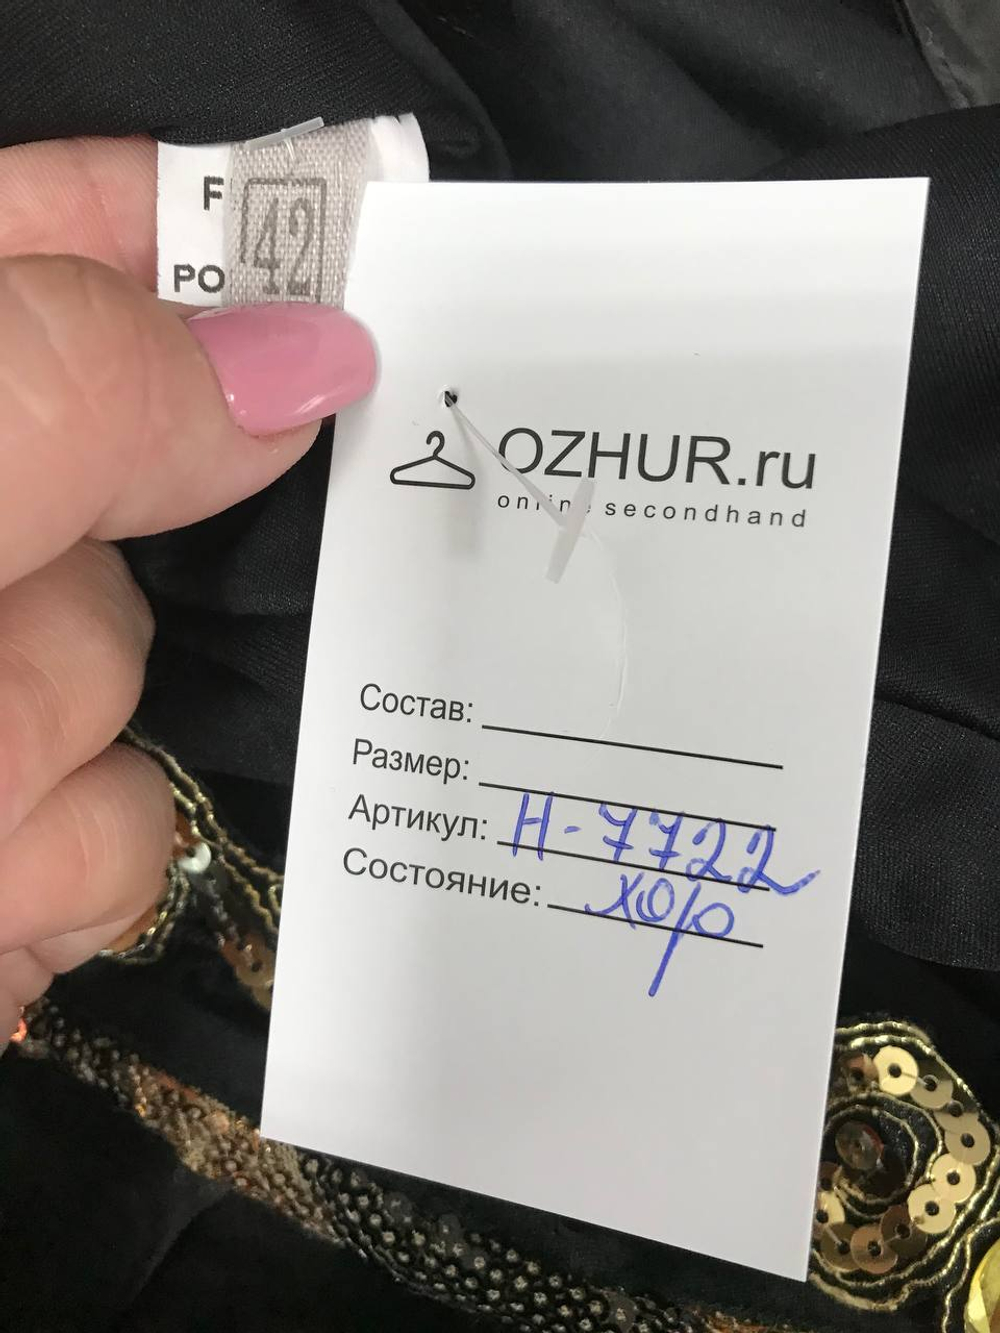 F
42
PO
OZHUR.ru
online secondhand
Состав:
Размер:
Артикул: Н-7722
Состояние: хор